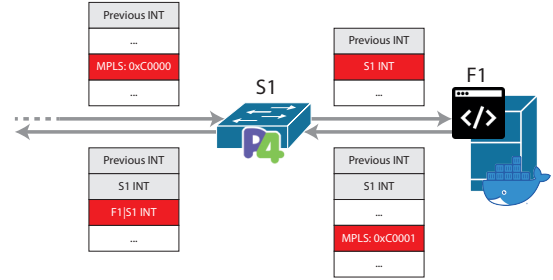 Previous INT
...
MPLS: 0xC0000
...
Previous INT
S1 INT
...
S1
F1
</>
P4
Previous INT
S1 INT
F1|S1 INT
...
Previous INT
S1 INT
...
MPLS: 0xC0001
...